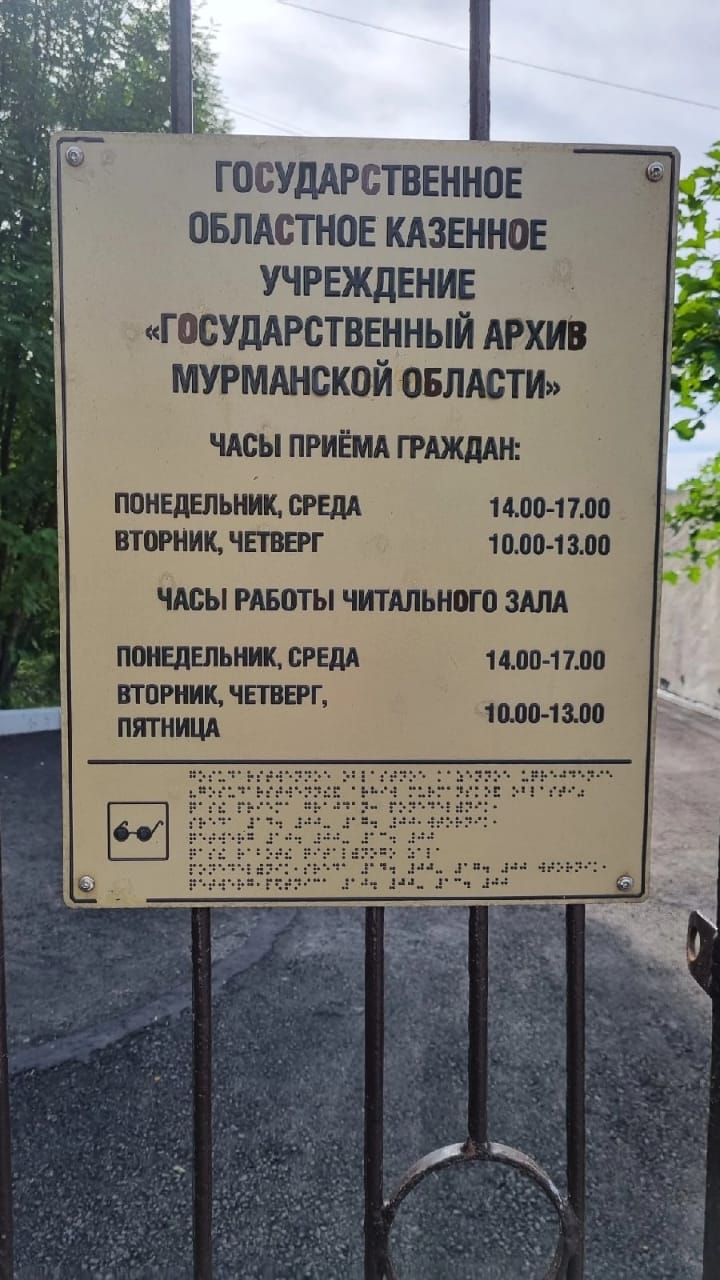 ГОСУДАРСТВЕННОЕ
ОБЛАСТНОЕ КАЗЕННОЕ
УЧРЕЖДЕНИЕ
«ГОСУДАРСТВЕННЫЙ АРХИВ
МУРМАНСКОЙ ОБЛАСТИ»
ЧАСЫ ПРИЁМА ГРАЖДАН:
ПОНЕДЕЛЬНИК, СРЕДА 14.00-17.00
ВТОРНИК, ЧЕТВЕРГ 10.00-13.00
ЧАСЫ РАБОТЫ ЧИТАЛЬНОГО ЗАЛА
ПОНЕДЕЛЬНИК, СРЕДА 14.00-17.00
ВТОРНИК, ЧЕТВЕРГ,
ПЯТНИЦА 10.00-13.00